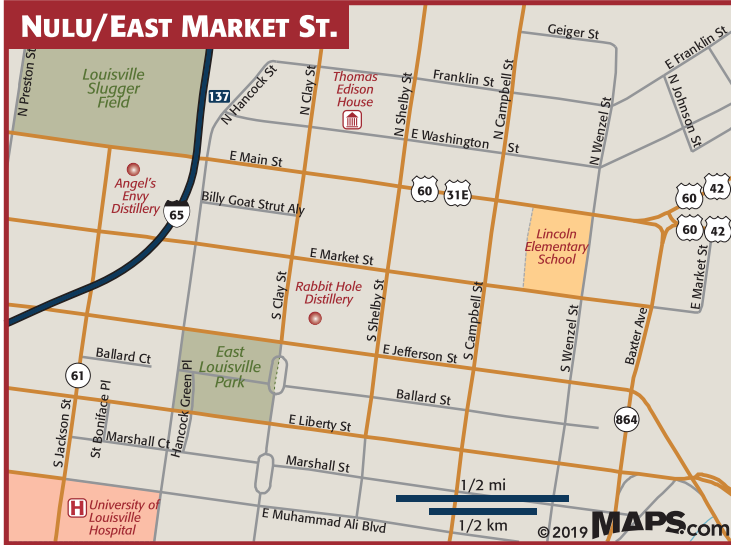 NULU/EAST MARKET ST.
N Preston St
Louisville
Slugger
Field
137
N Hancock St
N Clay St
Thomas
Edison
House
Franklin St
N Shelby St
N Campbell St
Geiger St
E Franklin St
N Johnson St
N Wenzel St
E Washington St
E Main St
60
31E
60
42
60
42
Angel's
Envy
Distillery
65
Billy Goat Strut Aly
Lincoln
Elementary
School
E Market St
E Market St
S Clay St
Rabbit Hole
Distillery
S Shelby St
S Campbell St
S Wenzel St
Baxter Ave
E Jefferson St
Ballard Ct
East
Louisville
Park
61
Hancock Green Pl
St Boniface Pl
S Jackson St
Ballard St
864
E Liberty St
Marshall Ct
Marshall St
H
University of
Louisville
Hospital
E Muhammad Ali Blvd
1/2 mi
1/2 km
©2019 MAPS.com